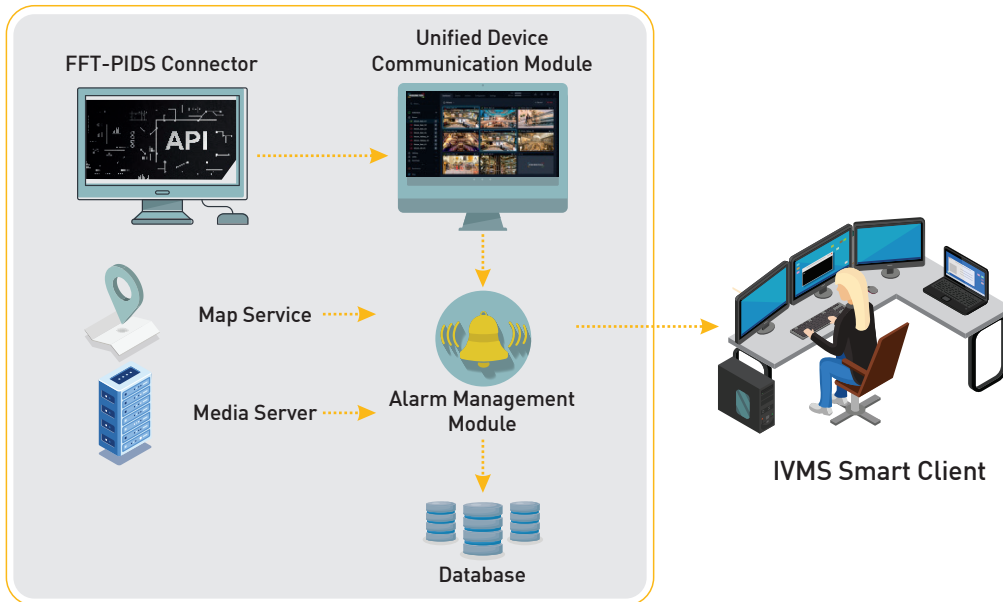 FFT-PIDS Connector
Unified Device
Communication Module
API
Map Service
Media Server
Alarm Management
Module
Database
IVMS Smart Client